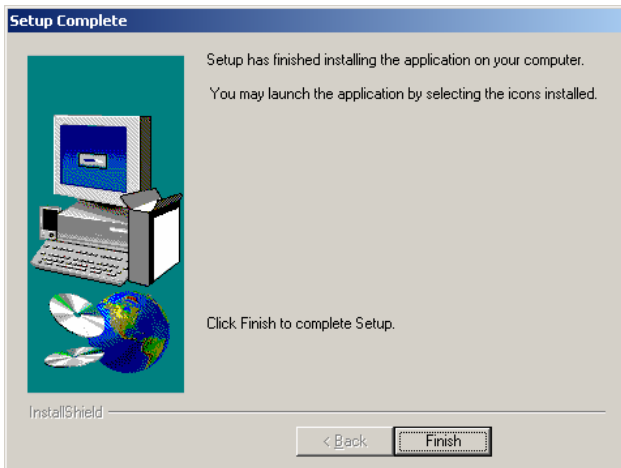 Setup Complete
Setup has finished installing the application on your computer.
You may launch the application by selecting the icons installed.
Click Finish to complete Setup.
InstallShield
< Back
Finish